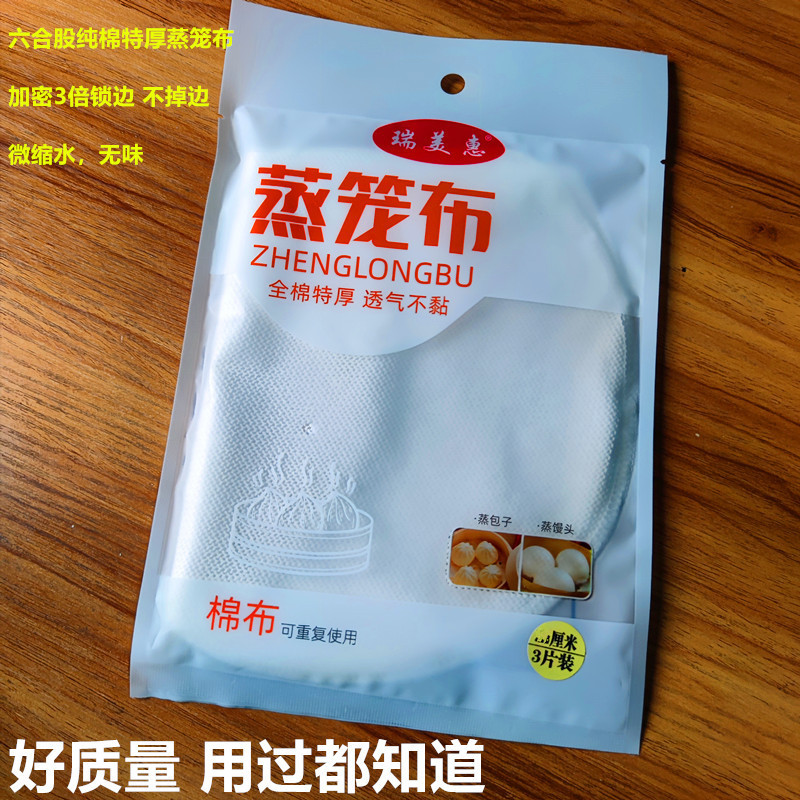 六合股纯棉特厚蒸笼布
加密3倍锁边 不掉边
微缩水，无味
瑞美惠®
蒸笼布
ZHENGLONGBU
全棉特厚 透气不黏
·蒸包子 ·蒸馒头
棉布 可重复使用
厘米
3片装
好质量 用过都知道